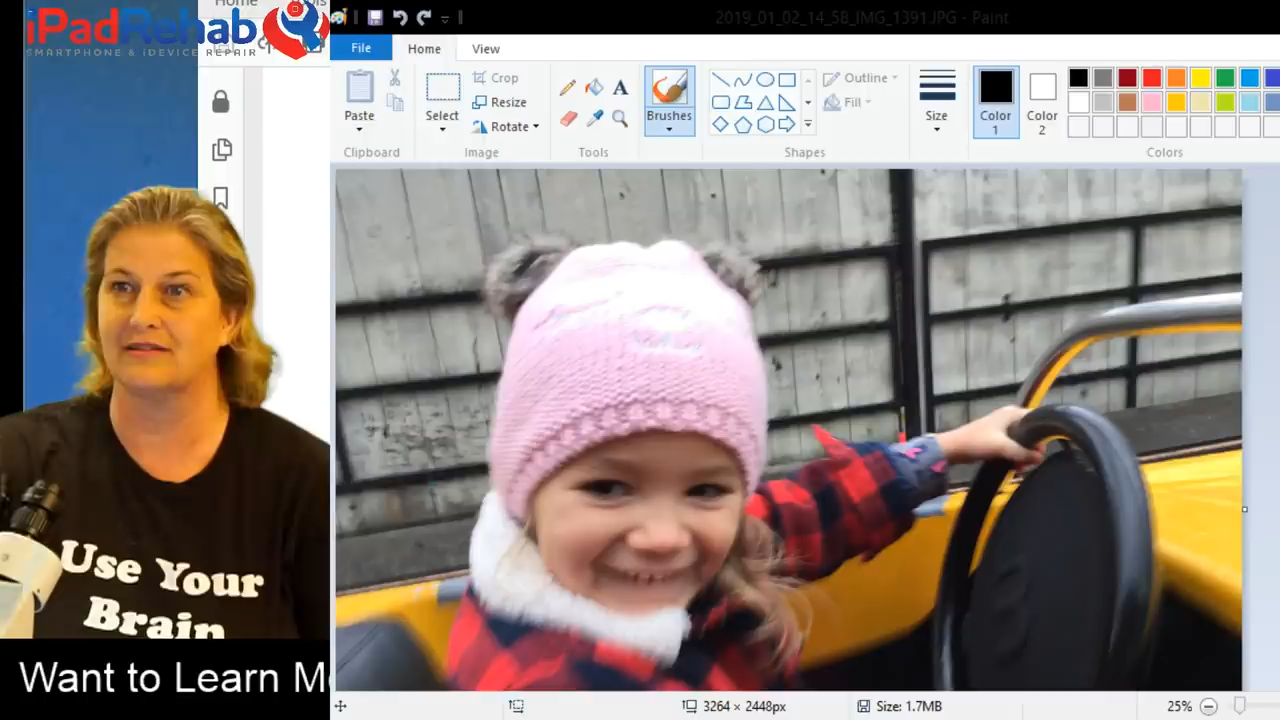 Home
iPadRehab
SMARTPHONE & iDEVICE REPAIR
2019_01_02_14_58_IMG_1391.JPG - Paint
File
Home
View
Paste
Select
Crop
Resize
Rotate
Brushes
Outline
Fill
Size
Color
1
Color
2
Clipboard
Image
Tools
Shapes
Colors
Use Your
Brain
Want to Learn M
3264 × 2448px
Size: 1.7MB
25%